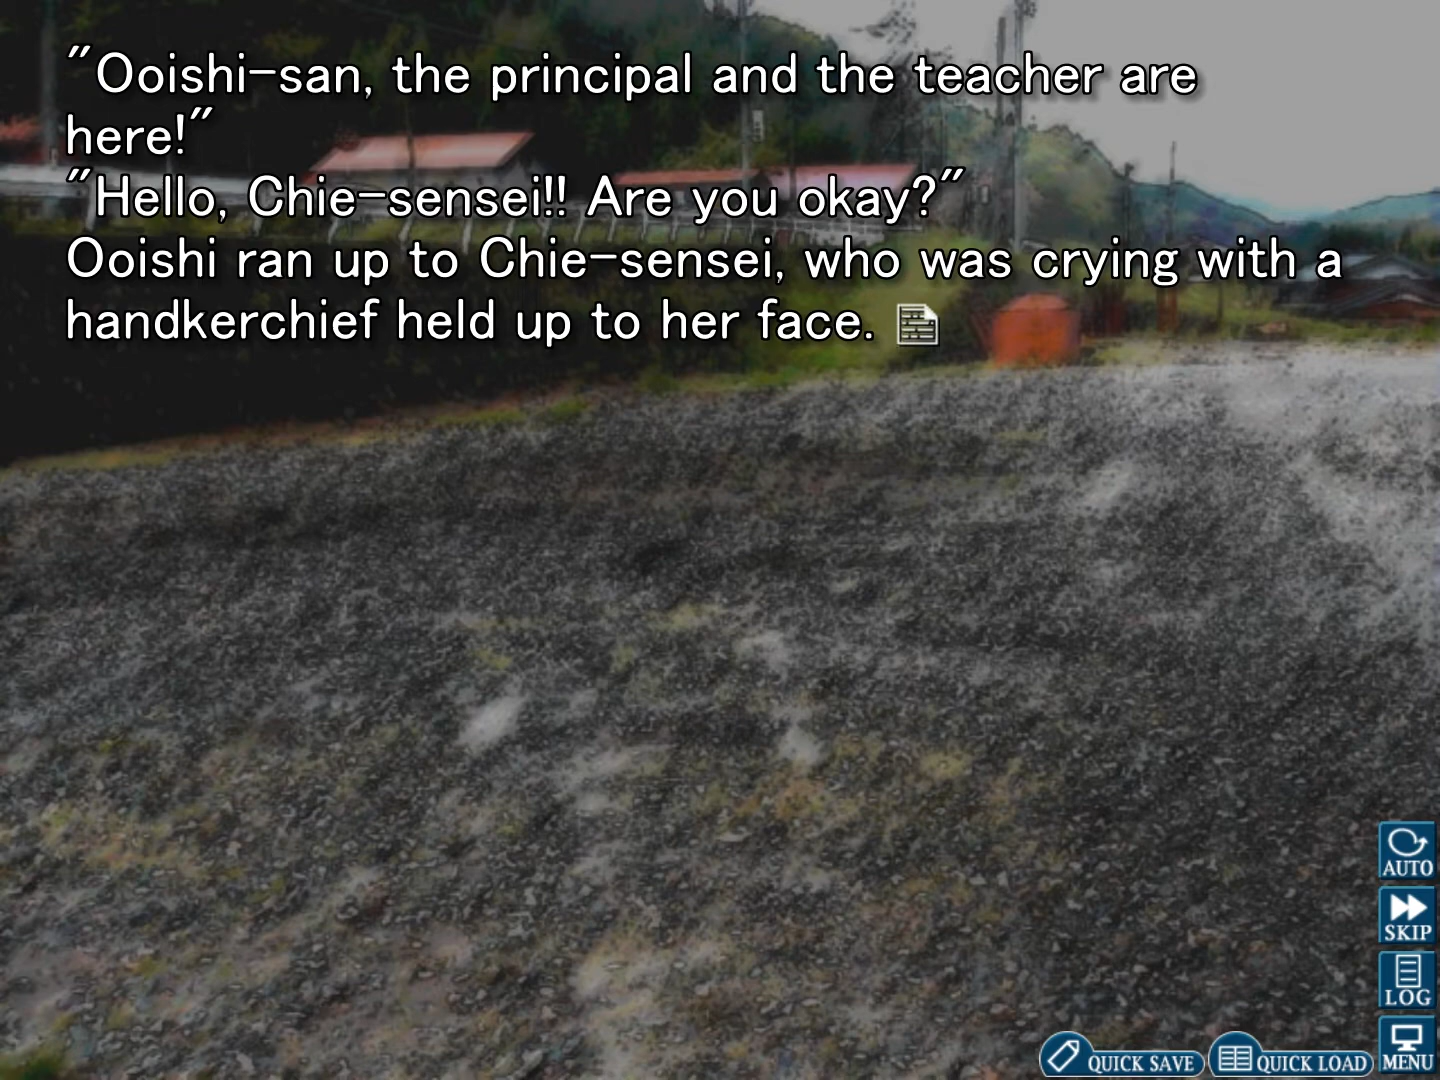 "Ooishi-san, the principal and the teacher are
here!"
"Hello, Chie-sensei!! Are you okay?"
Ooishi ran up to Chie-sensei, who was crying with a
handkerchief held up to her face.
AUTO
SKIP
LOG
MENU
QUICK SAVE
QUICK LOAD